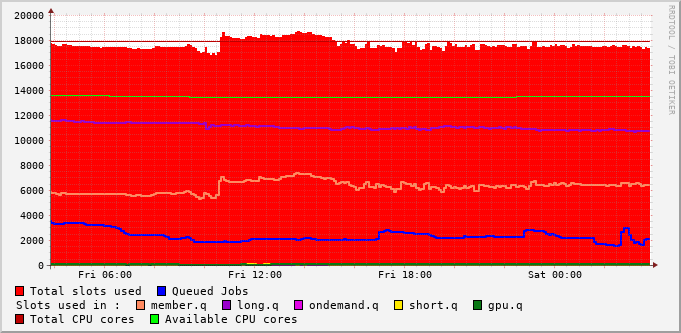 20000
18000
16000
14000
12000
10000
8000
6000
4000
2000
0
Fri 06:00 Fri 12:00 Fri 18:00 Sat 00:00
RRDTOOL / TOBI OETIKER
Total slots used Queued Jobs
Slots used in : member.q long.q ondemand.q short.q gpu.q
Total CPU cores Available CPU cores